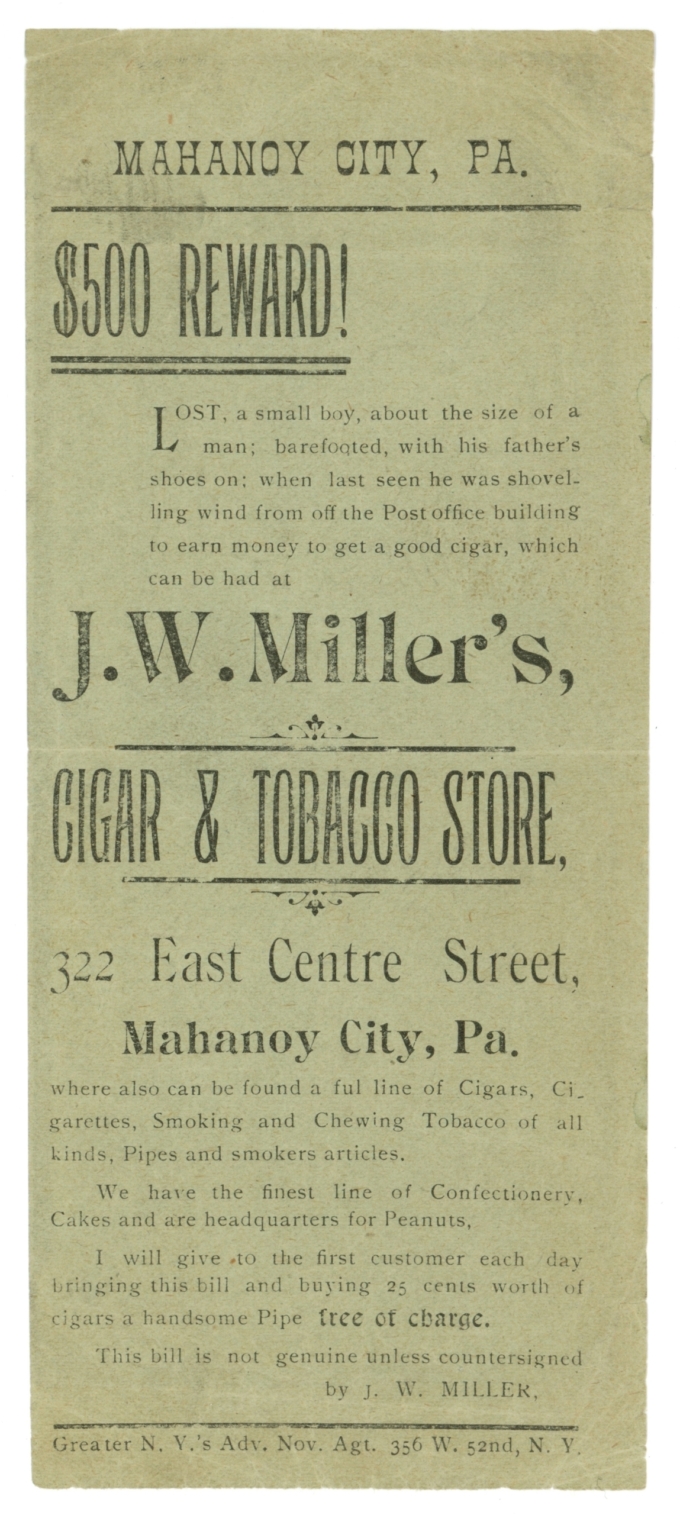 MAHANOY CITY, PA.
$500 REWARD!
LOST, a small boy, about the size of a
man; barefooted, with his father's
shoes on; when last seen he was shovel-
ling wind from off the Postoffice building
to earn money to get a good cigar, which
can be had at
J. W. Miller's,
CIGAR & TOBACCO STORE,
322 East Centre Street,
Mahanoy City, Pa.
where also can be found a ful line of Cigars, Ci-
garettes, Smoking and Chewing Tobacco of all
kinds, Pipes and smokers articles.
We have the finest line of Confectionery,
Cakes and are headquarters for Peanuts,
I will give to the first customer each day
bringing this bill and buying 25 cents worth of
cigars a handsome Pipe free of charge.
This bill is not genuine unless countersigned
by J. W. MILLER.
Greater N. Y.'s Adv. Nov. Agt. 356 W. 52nd, N. Y.